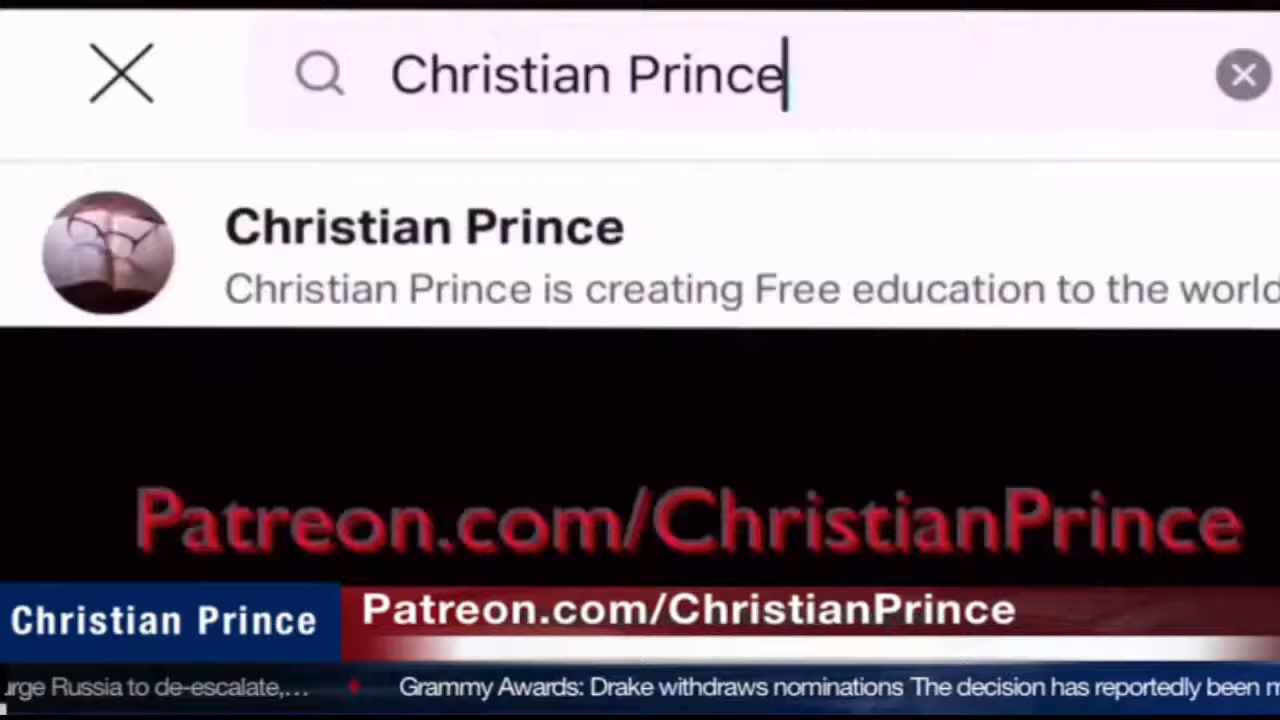 Christian Prince
Christian Prince
Christian Prince is creating Free education to the world
Patreon.com/ChristianPrince
Christian Prince
Patreon.com/ChristianPrince
urge Russia to de-escalate,... Grammy Awards: Drake withdraws nominations The decision has reportedly been